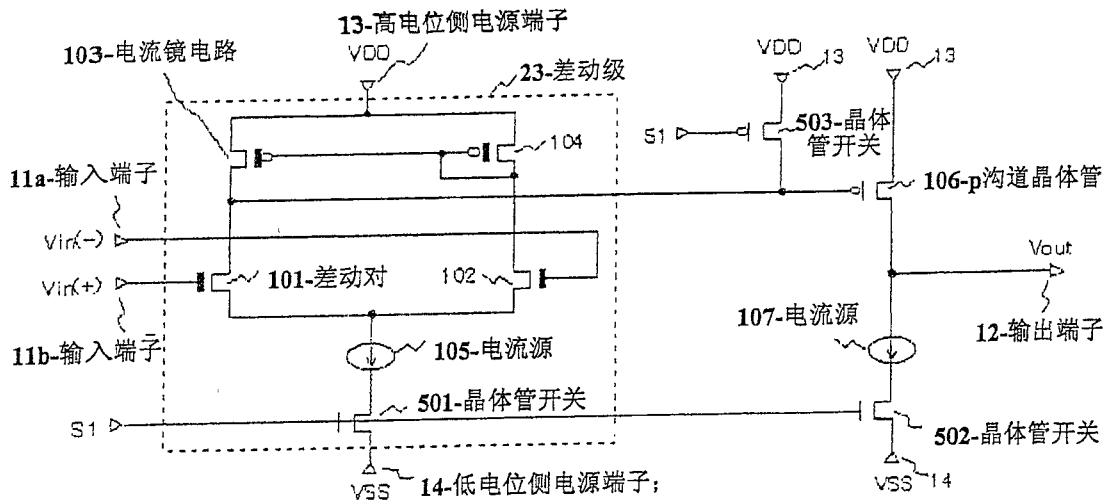 13-高电位侧电源端子
103-电流镜电路
VDD
23-差动级
VDD
VDD
13
13
S1
503-晶体
管开关
104
11a-输入端子
106-p沟道晶体管
Vin(-)
Vin(+)
101-差动对
102
Vout
11b-输入端子
105-电流源
107-电流源
12-输出端子
501-晶体管开关
S1
502-晶体管开关
VSS
14-低电位侧电源端子;
VSS
14